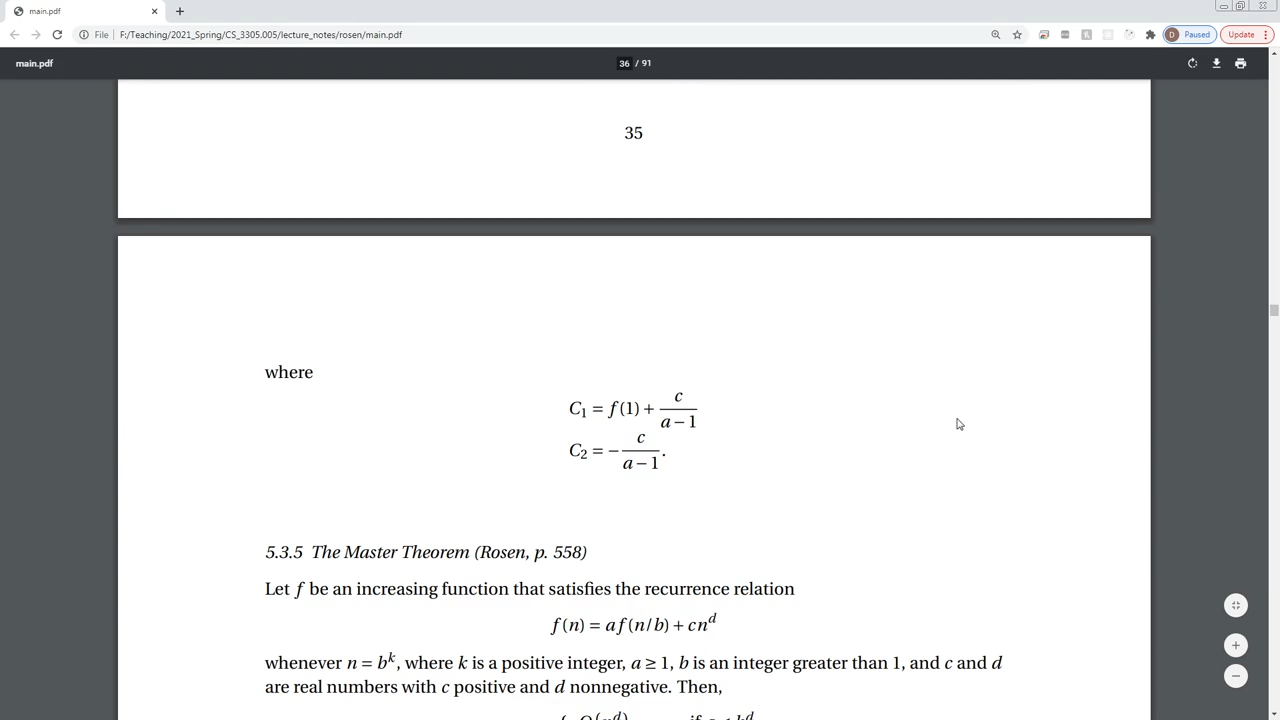 main.pdf
File | F:/Teaching/2021_Spring/CS_3305.005/lecture_notes/rosen/main.pdf
D Paused
Update
main.pdf
36 / 91
35
where
C₁ = f(1) + c/(a − 1)
C₂ = − c/(a − 1).
5.3.5 The Master Theorem (Rosen, p. 558)
Let f be an increasing function that satisfies the recurrence relation
f(n) = af(n/b) + cnᵈ
whenever n = bᵏ, where k is a positive integer, a ≥ 1, b is an integer greater than 1, and c and d
are real numbers with c positive and d nonnegative. Then,